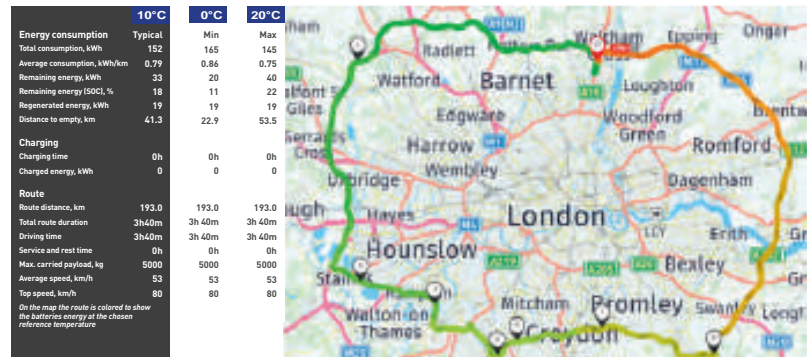 10°C 0°C 20°C
Energy consumption Typical Min Max
Total consumption, kWh 152 165 145
Average consumption, kWh/km 0.79 0.86 0.75
Remaining energy, kWh 33 20 40
Remaining energy (SOC), % 18 11 22
Regenerated energy, kWh 19 19 19
Distance to empty, km 41.3 22.9 53.5
Charging
Charging time 0h 0h 0h
Charged energy, kWh 0 0 0
Route
Route distance, km 193.0 193.0 193.0
Total route duration 3h40m 3h 40m 3h 40m
Driving time 3h40m 3h 40m 3h 40m
Service and rest time 0h 0h 0h
Max. carried payload, kg 5000 5000 5000
Average speed, km/h 53 53 53
Top speed, km/h 80 80 80
On the map the route is colored to show
the batteries energy at the chosen
reference temperature
Epping
Ongar
Radlett
Watford
Barnet
Loughton
Giles
Edgware
Woodford
Green
Harrow
Romford
Wembley
Dagenham
London
Hayes
LCY
Erith
Hounslow
Bexley
Mitcham
Walton-on
Thames
Croydon
Swanley